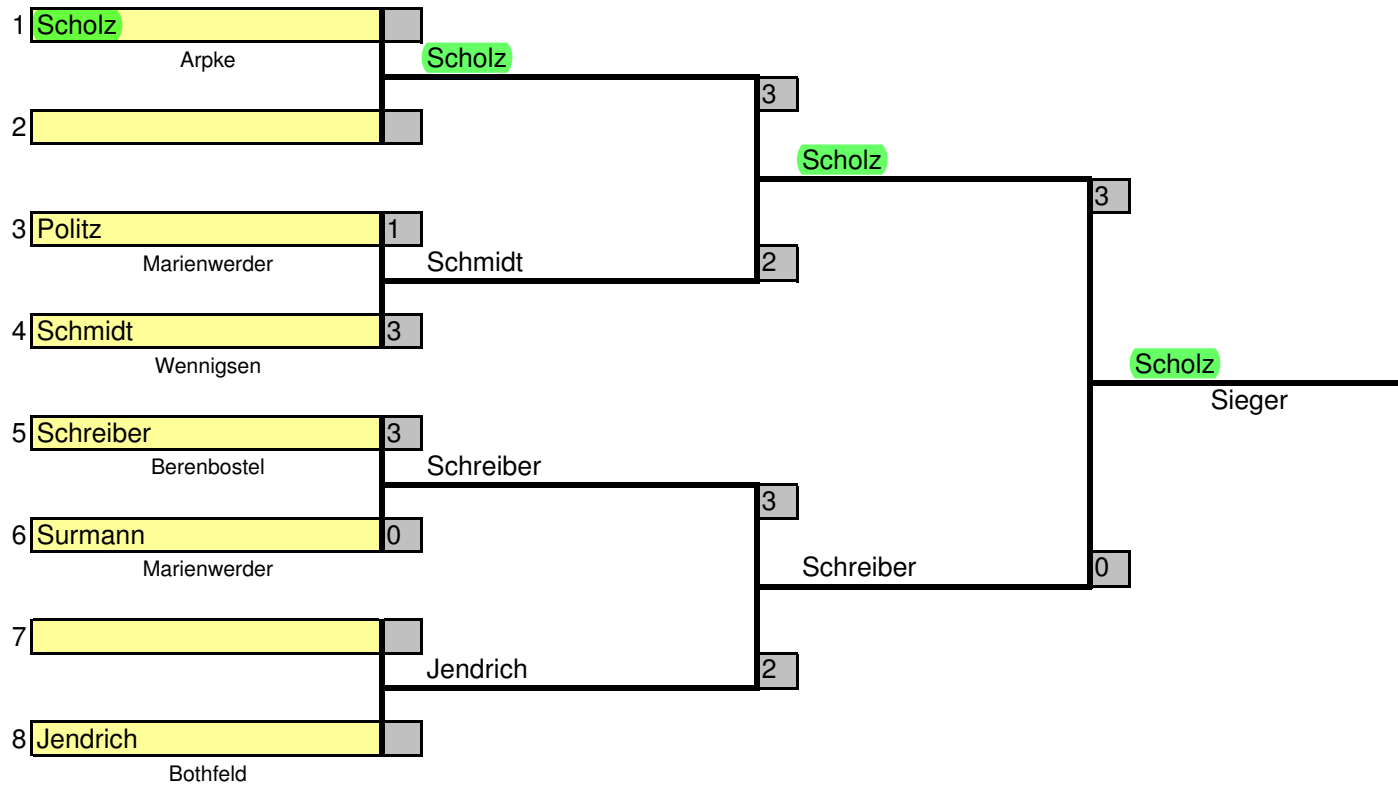 1 Scholz
Arpke
Scholz
3
2
Scholz
3
3 Politz 1
Marienwerder
Schmidt 2
4 Schmidt 3
Wennigsen
Scholz
Sieger
5 Schreiber 3
Berenbostel
Schreiber
3
6 Surmann 0
Marienwerder
Schreiber 0
7
Jendrich 2
8 Jendrich
Bothfeld